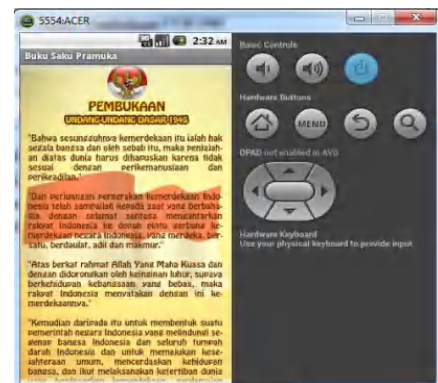 5554:ACER
2:32 AM
Buku Saku Pramuka
PEMBUKAAN
UNDANG-UNDANG DASAR 1945
"Bahwa sesungguhnya kemerdekaan itu ialah hak
segala bangsa dan oleh sebab itu, maka penjajah-
an diatas dunia harus dihapuskan karena tidak
sesuai dengan perikemanusiaan dan
perikeadilan."
"Dan perjuangan pergerakan kemerdekaan Indo-
nesia telah sampailah kepada saat yang berbaha-
gia dengan selamat sentosa mencantarkan
rakyat Indonesia ke depan pintu gerbang ke-
merdekaan negara Indonesia, yang merdeka, ber-
satu, berdaulat, adil dan makmur."
"Atas berkat rahmat Allah Yang Maha Kuasa dan
dengan didorongkan oleh keinginan luhur, supaya
berkehidupan kebangsaan yang bebas, maka
rakyat Indonesia menyatakan dengan ini ke-
merdekaannya."
"Kemudian daripada itu untuk membentuk suatu
pemerintah negara Indonesia yang melindungi se-
genap bangsa Indonesia dan seluruh tumpah
darah Indonesia dan untuk memajukan kese-
jahteraan umum, mencerdaskan kehidupan
bangsa, dan ikut melaksanakan ketertiban dunia
Basic Controls
Hardware Buttons
MENU
DPAD not enabled in AVD
Hardware Keyboard
Use your physical keyboard to provide input